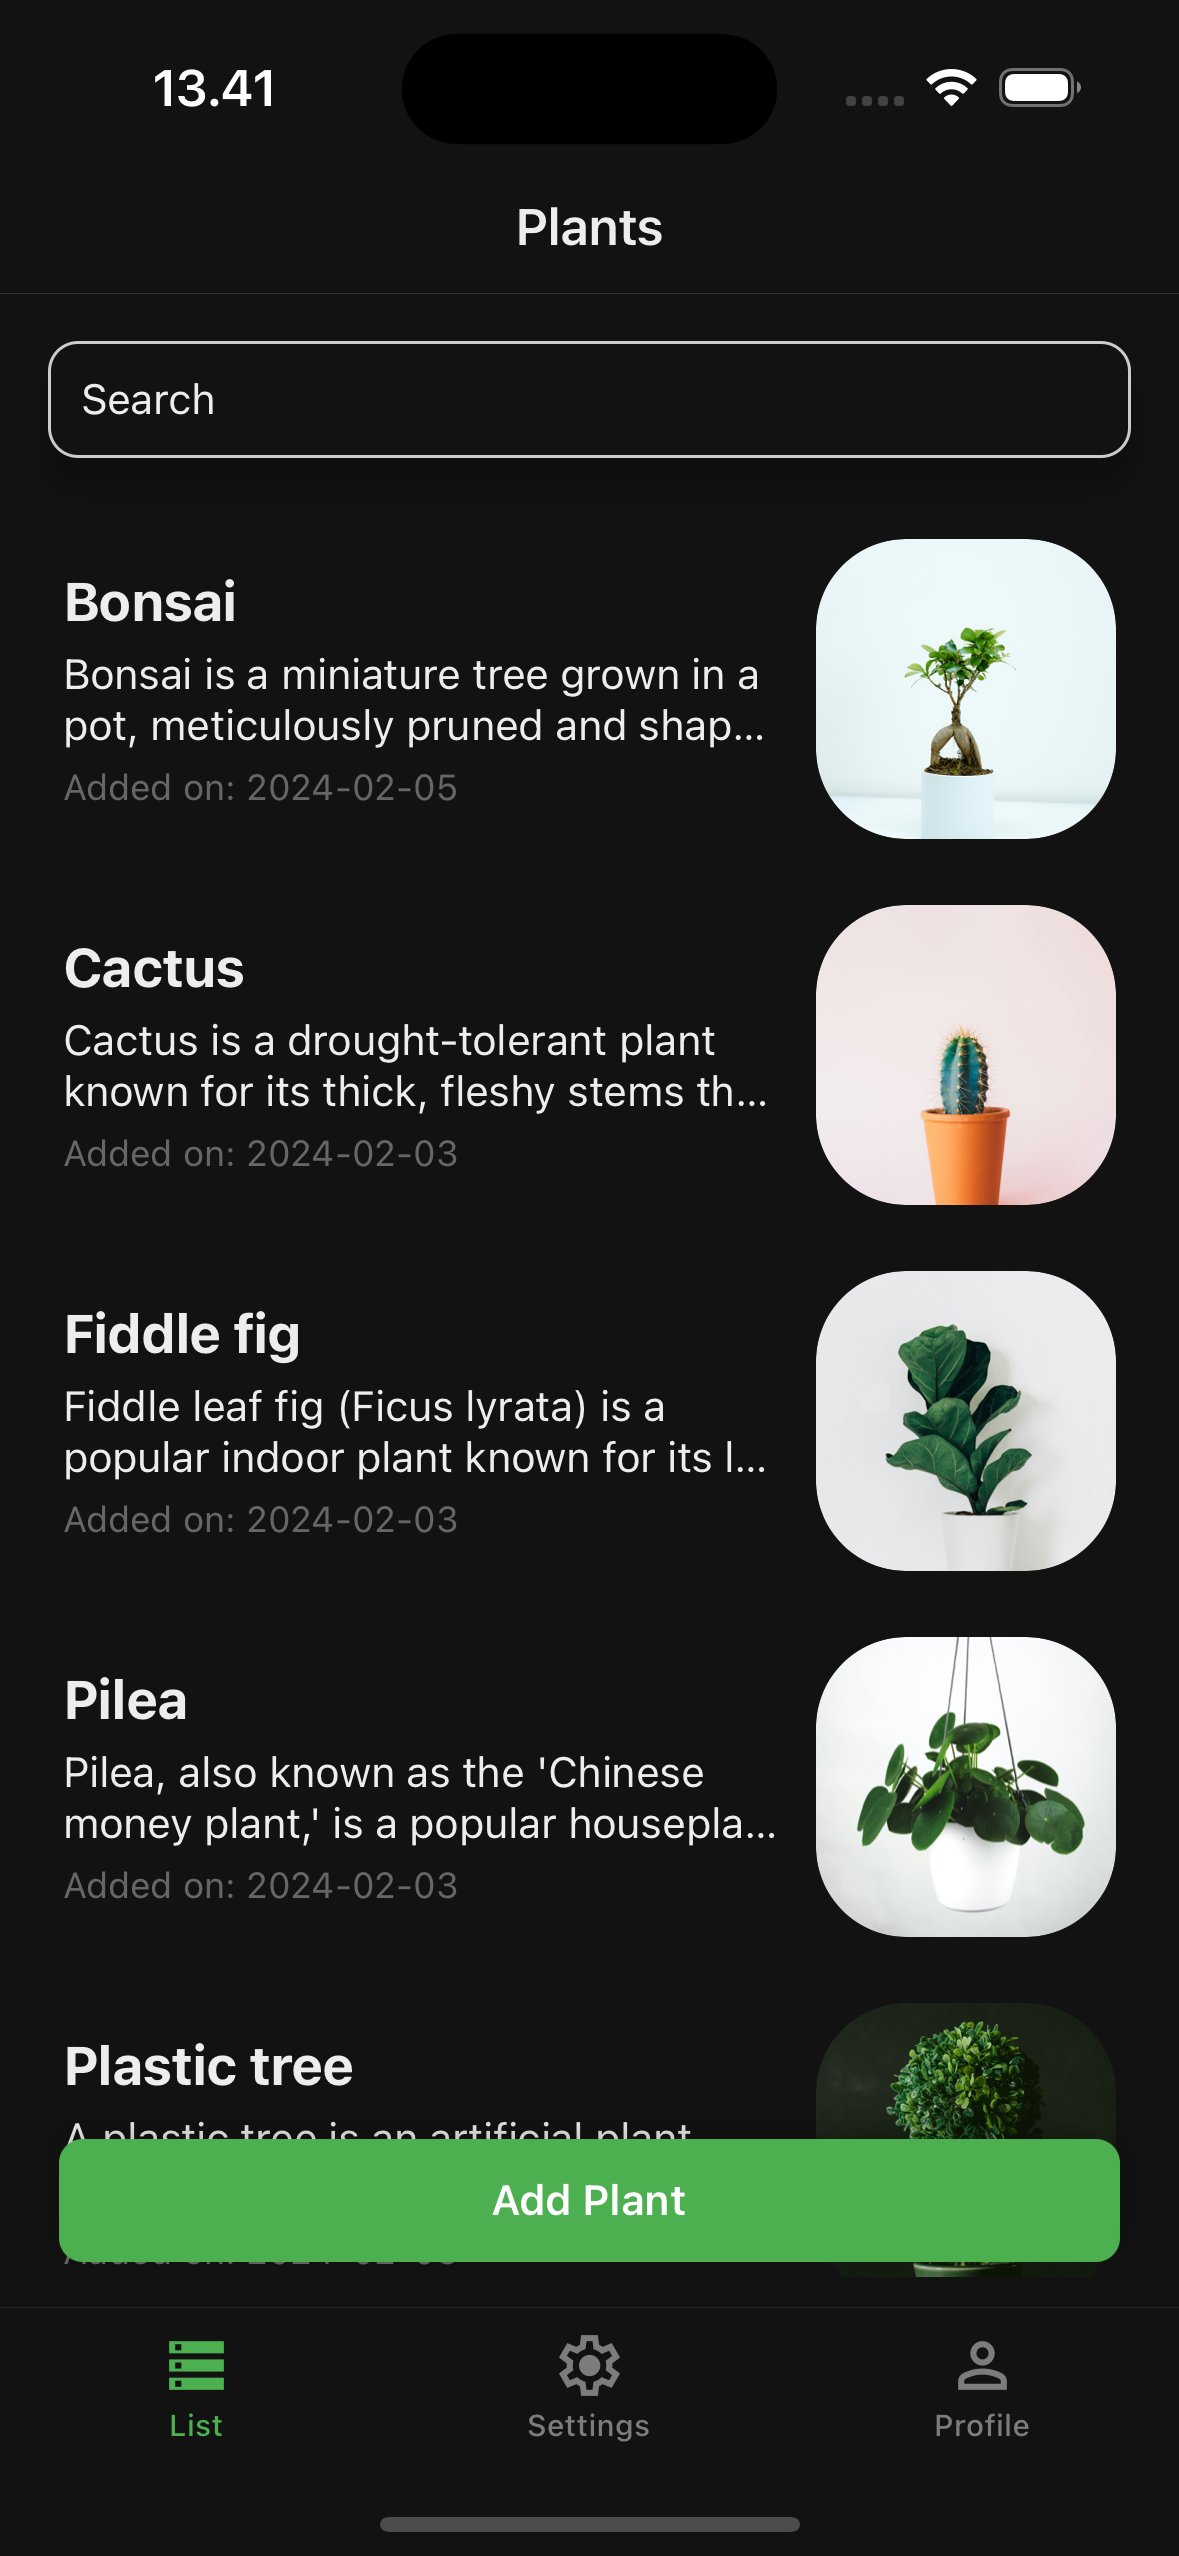 13.41
Plants
Search
Bonsai
Bonsai is a miniature tree grown in a
pot, meticulously pruned and shap...
Added on: 2024-02-05
Cactus
Cactus is a drought-tolerant plant
known for its thick, fleshy stems th...
Added on: 2024-02-03
Fiddle fig
Fiddle leaf fig (Ficus lyrata) is a
popular indoor plant known for its l...
Added on: 2024-02-03
Pilea
Pilea, also known as the 'Chinese
money plant,' is a popular housepla...
Added on: 2024-02-03
Plastic tree
A plastic tree is an artificial plant
Add Plant
List
Settings
Profile